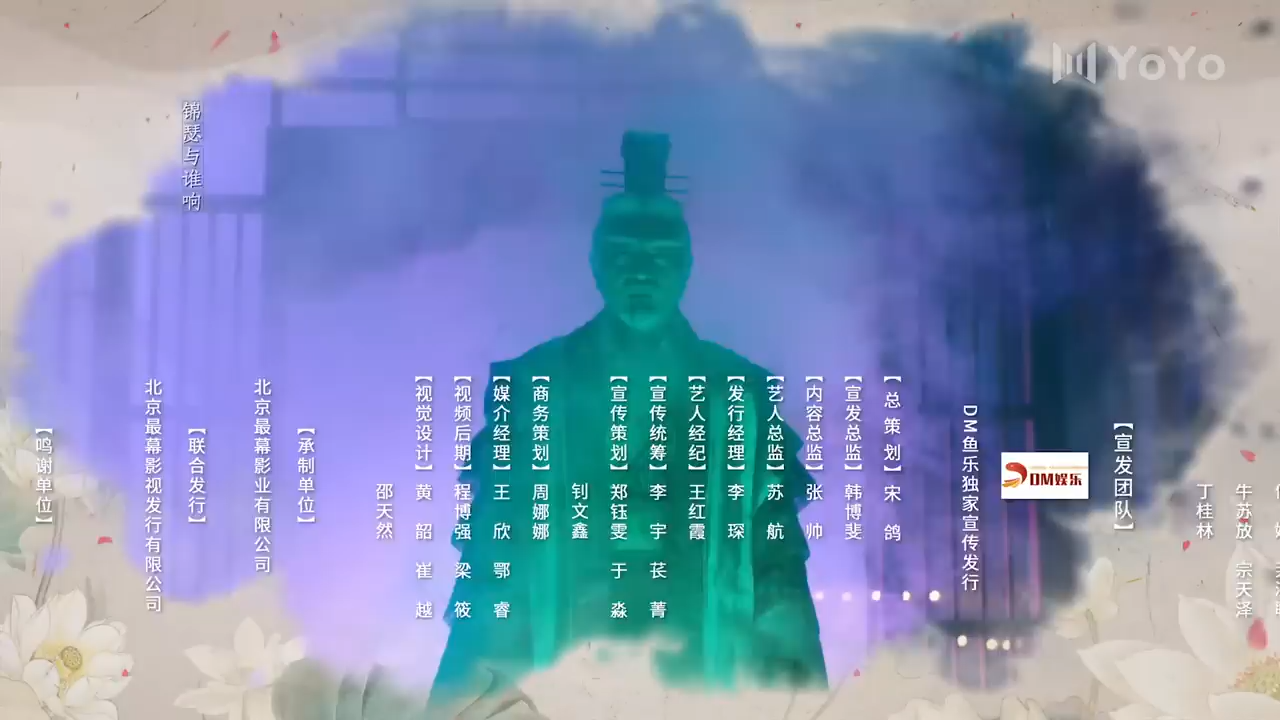 YoYo
丁桂林
牛苏放 宗天泽
【宣发团队】
DM娱乐
DM鱼乐独家宣传发行
【总策划】 宋鸽
【宣发总监】 韩博斐
【内容总监】 张帅
【艺人总监】 苏航
【发行经理】 李琛
【艺人经纪】 王红霞
【宣传统筹】 李宇 苌菁
【宣传策划】 郑钰雯 于淼
钊文鑫
【商务策划】 周娜娜
【媒介经理】 王欣 鄂睿
【视频后期】 程博强 梁筱
【视觉设计】 黄韶 崔越
邵天然
【承制单位】
北京最幕影业有限公司
【联合发行】
北京最幕影视发行有限公司
【鸣谢单位】
锦瑟与谁响